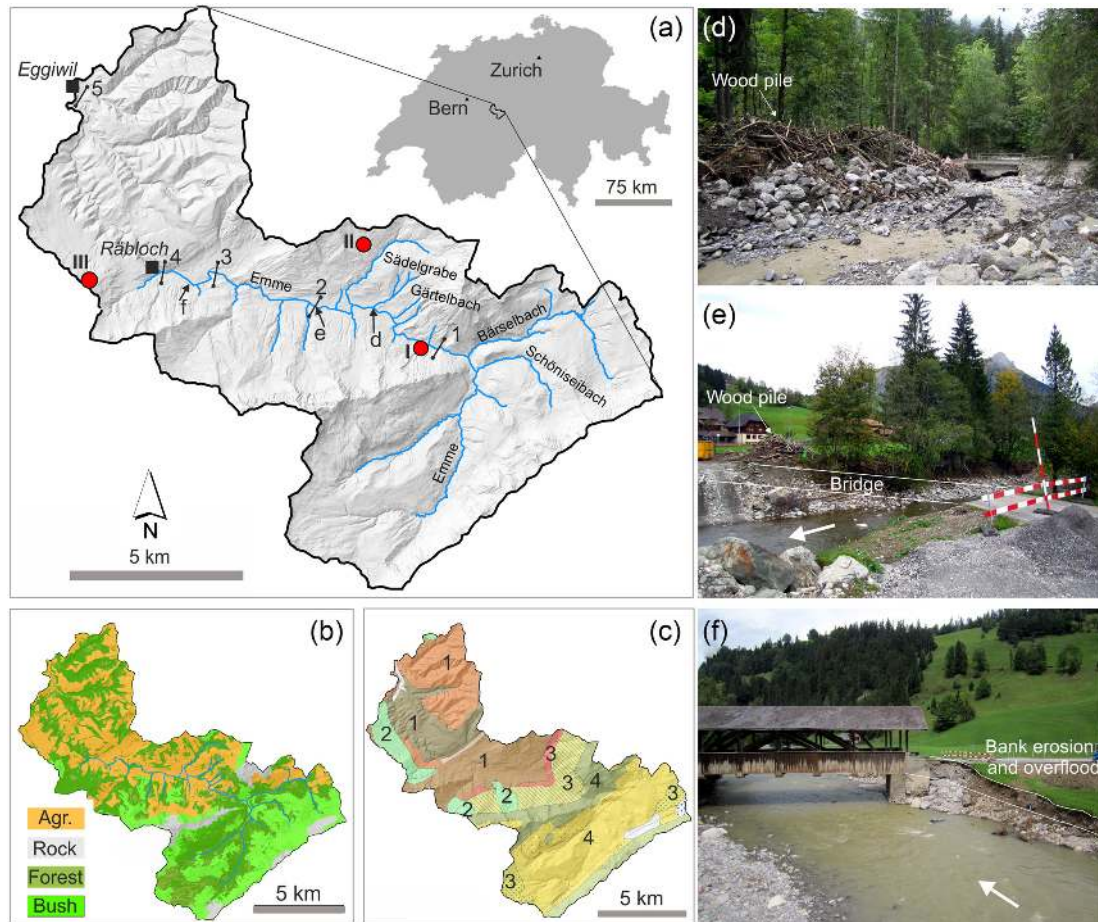 (a)
Eggiwil
5
Zurich
Bern
75 km
II
Räbloch
III
4
3
Sädelgrabe
Emme
2
Gärtelbach
f
e
d
I
1
Bärselbach
Schöniseibach
Emme
N
5 km
(b)
Agr.
Rock
Forest
Bush
5 km
(c)
1
2
1
1
3
3
4
2
2
3
4
3
5 km
(d)
Wood pile
(e)
Wood pile
Bridge
(f)
Bank erosion
and overflood